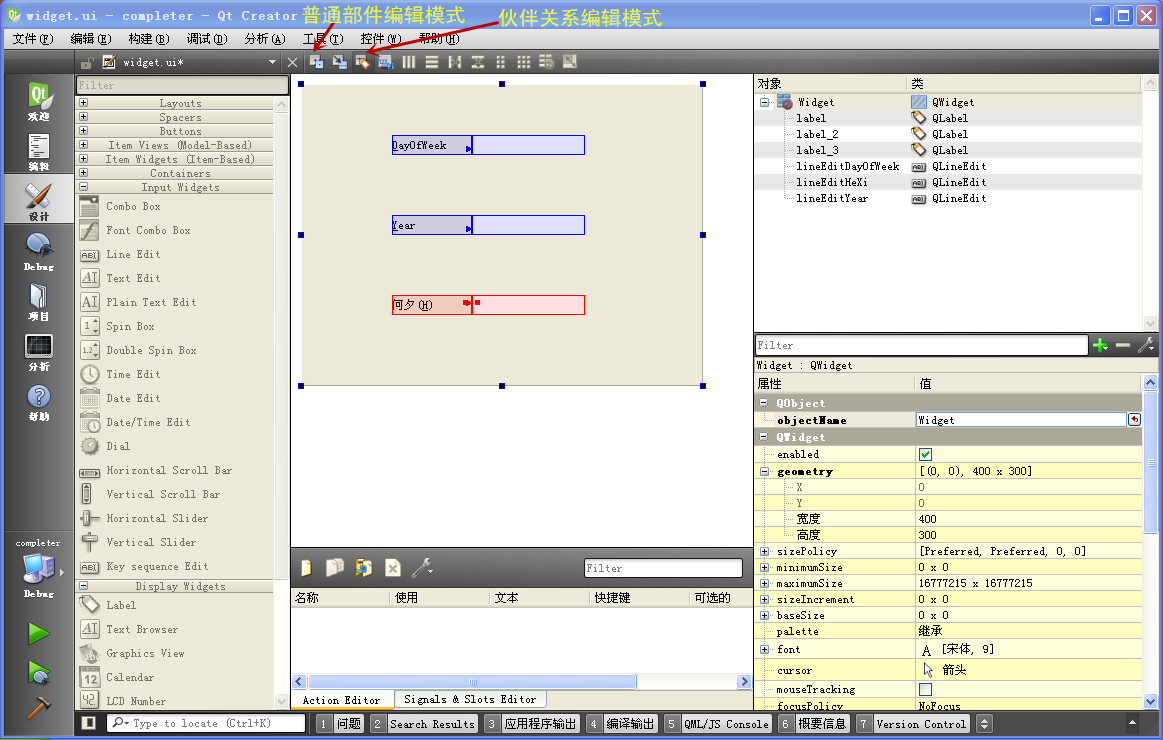 widget.ui - completer - Qt Creator
普通部件编辑模式
伙伴关系编辑模式
文件(F) 编辑(E) 构建(B) 调试(D) 分析(A) 工具(T) 控件(W) 帮助(H)
widget.ui*
欢迎
编辑
设计
Debug
项目
分析
帮助
completer
Debug
Filter
Layouts
Spacers
Buttons
Item Views (Model-Based)
Item Widgets (Item-Based)
Containers
Input Widgets
Combo Box
Font Combo Box
Line Edit
Text Edit
Plain Text Edit
Spin Box
Double Spin Box
Time Edit
Date Edit
Date/Time Edit
Dial
Horizontal Scroll Bar
Vertical Scroll Bar
Horizontal Slider
Vertical Slider
Key sequence Edit
Display Widgets
Label
Text Browser
Graphics View
Calendar
LCD Number
DayOfWeek
Year
何夕(H)
Filter
名称 使用 文本 快捷键 可选的
Action Editor Signals & Slots Editor
对象 类
Widget QWidget
label QLabel
label_2 QLabel
label_3 QLabel
lineEditDayOfWeek QLineEdit
lineEditHeXi QLineEdit
lineEditYear QLineEdit
Filter
Widget : QWidget
属性 值
QObject
objectName Widget
QWidget
enabled
geometry [(0, 0), 400 x 300]
X 0
Y 0
宽度 400
高度 300
sizePolicy [Preferred, Preferred, 0, 0]
minimumSize 0 x 0
maximumSize 16777215 x 16777215
sizeIncrement 0 x 0
baseSize 0 x 0
palette 继承
font A [宋体, 9]
cursor 箭头
mouseTracking
focusPolicy NoFocus
Type to locate (Ctrl+K) 1 问题 2 Search Results 3 应用程序输出 4 编译输出 5 QML/JS Console 6 概要信息 7 Version Control